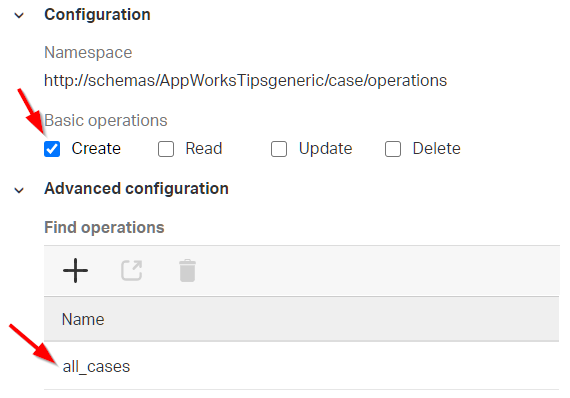 Configuration
Namespace
http://schemas/AppWorksTipsgeneric/case/operations
Basic operations
Create Read Update Delete
Advanced configuration
Find operations
Name
all_cases